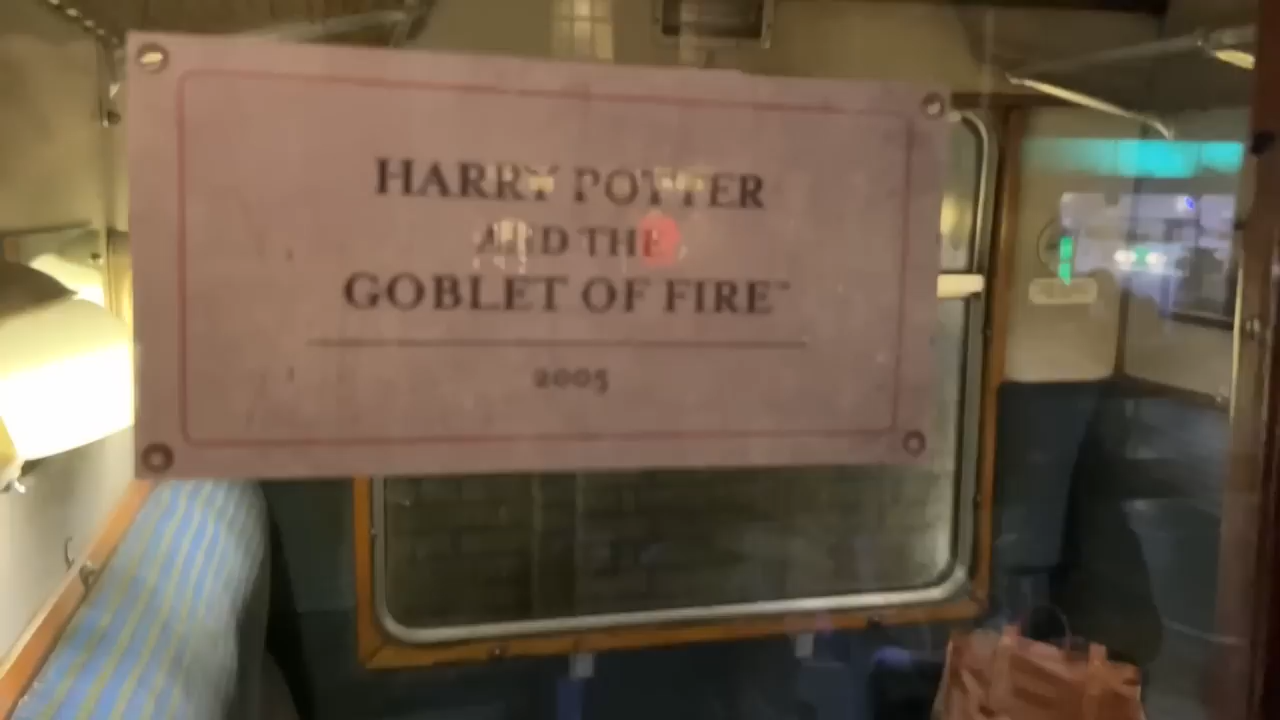 HARRY POTTER
AND THE
GOBLET OF FIRE™
2005